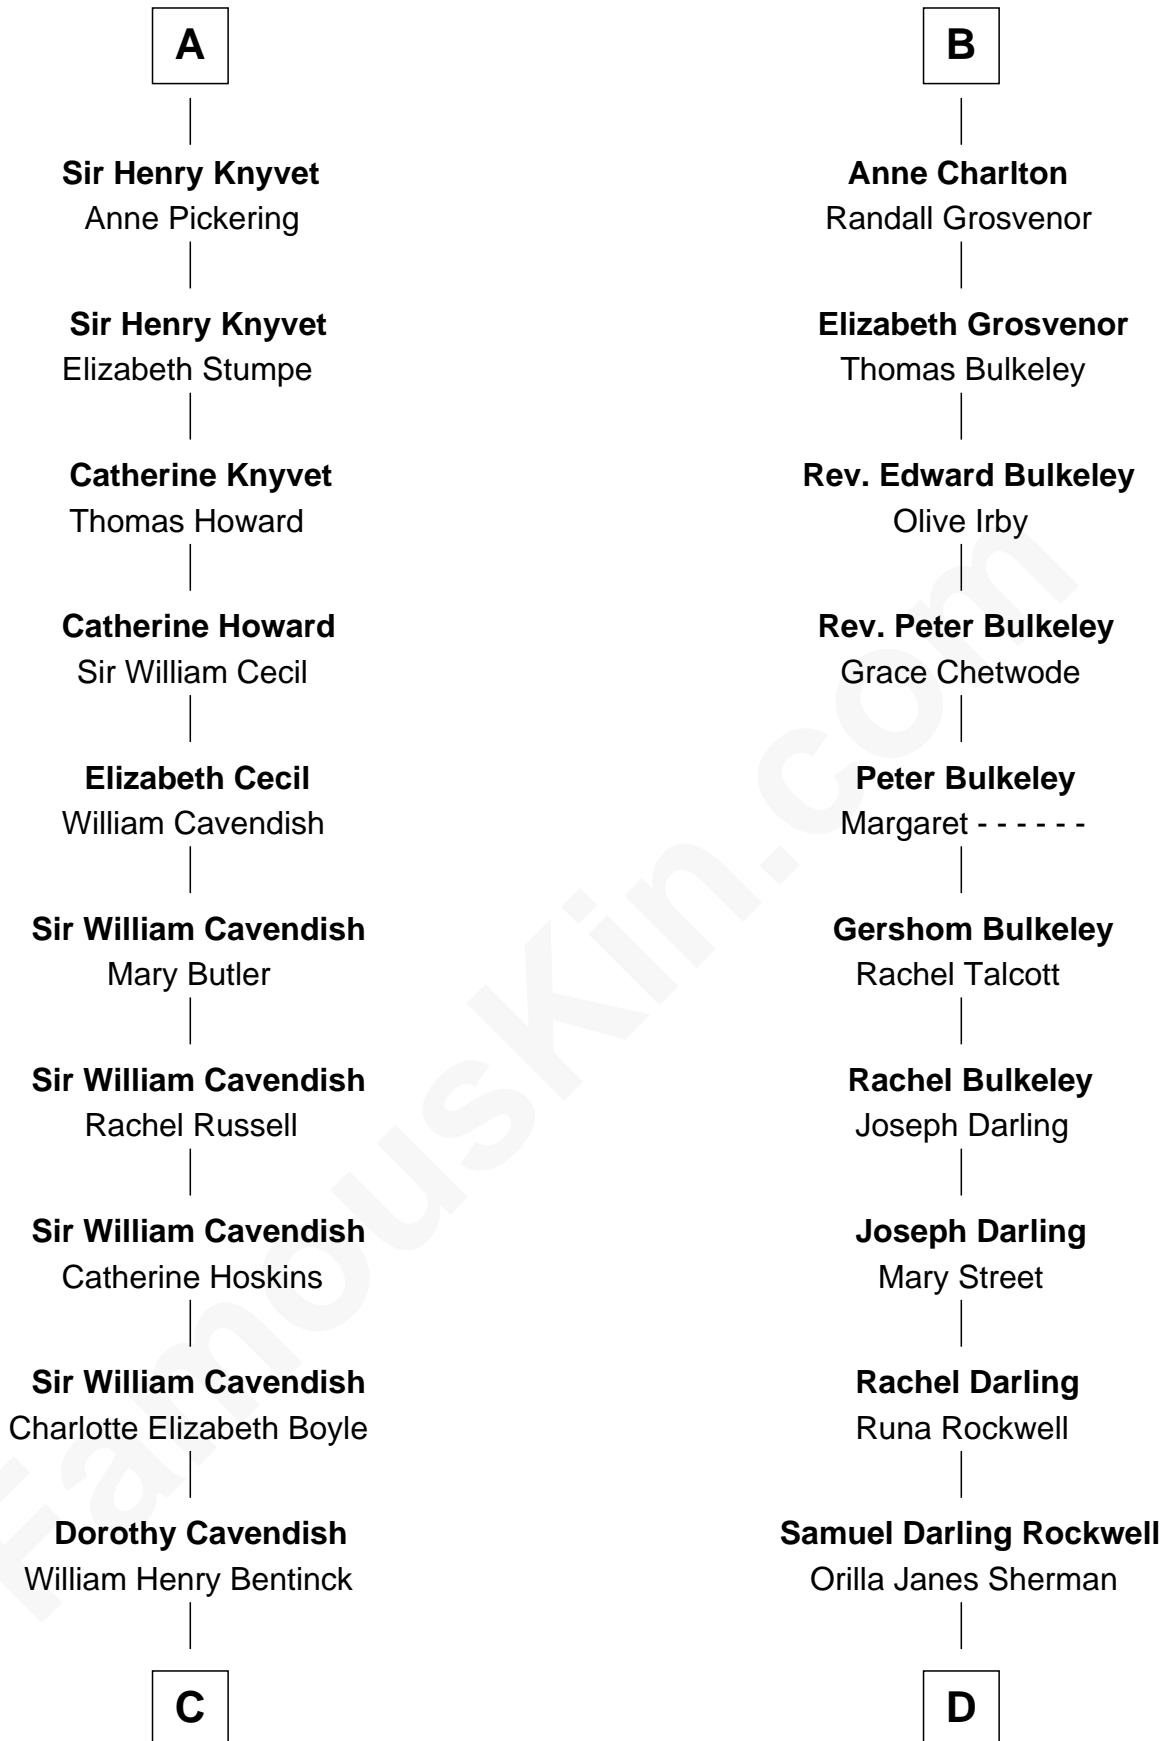 A
Sir Henry Knyvet
Anne Pickering
Sir Henry Knyvet
Elizabeth Stumpe
Catherine Knyvet
Thomas Howard
Catherine Howard
Sir William Cecil
Elizabeth Cecil
William Cavendish
Sir William Cavendish
Mary Butler
Sir William Cavendish
Rachel Russell
Sir William Cavendish
Catherine Hoskins
Sir William Cavendish
Charlotte Elizabeth Boyle
Dorothy Cavendish
William Henry Bentinck
C
B
Anne Charlton
Randall Grosvenor
Elizabeth Grosvenor
Thomas Bulkeley
Rev. Edward Bulkeley
Olive Irby
Rev. Peter Bulkeley
Grace Chetwode
Peter Bulkeley
Margaret - - - - - -
Gershom Bulkeley
Rachel Talcott
Rachel Bulkeley
Joseph Darling
Joseph Darling
Mary Street
Rachel Darling
Runa Rockwell
Samuel Darling Rockwell
Orilla Janes Sherman
D
FamousKin.com